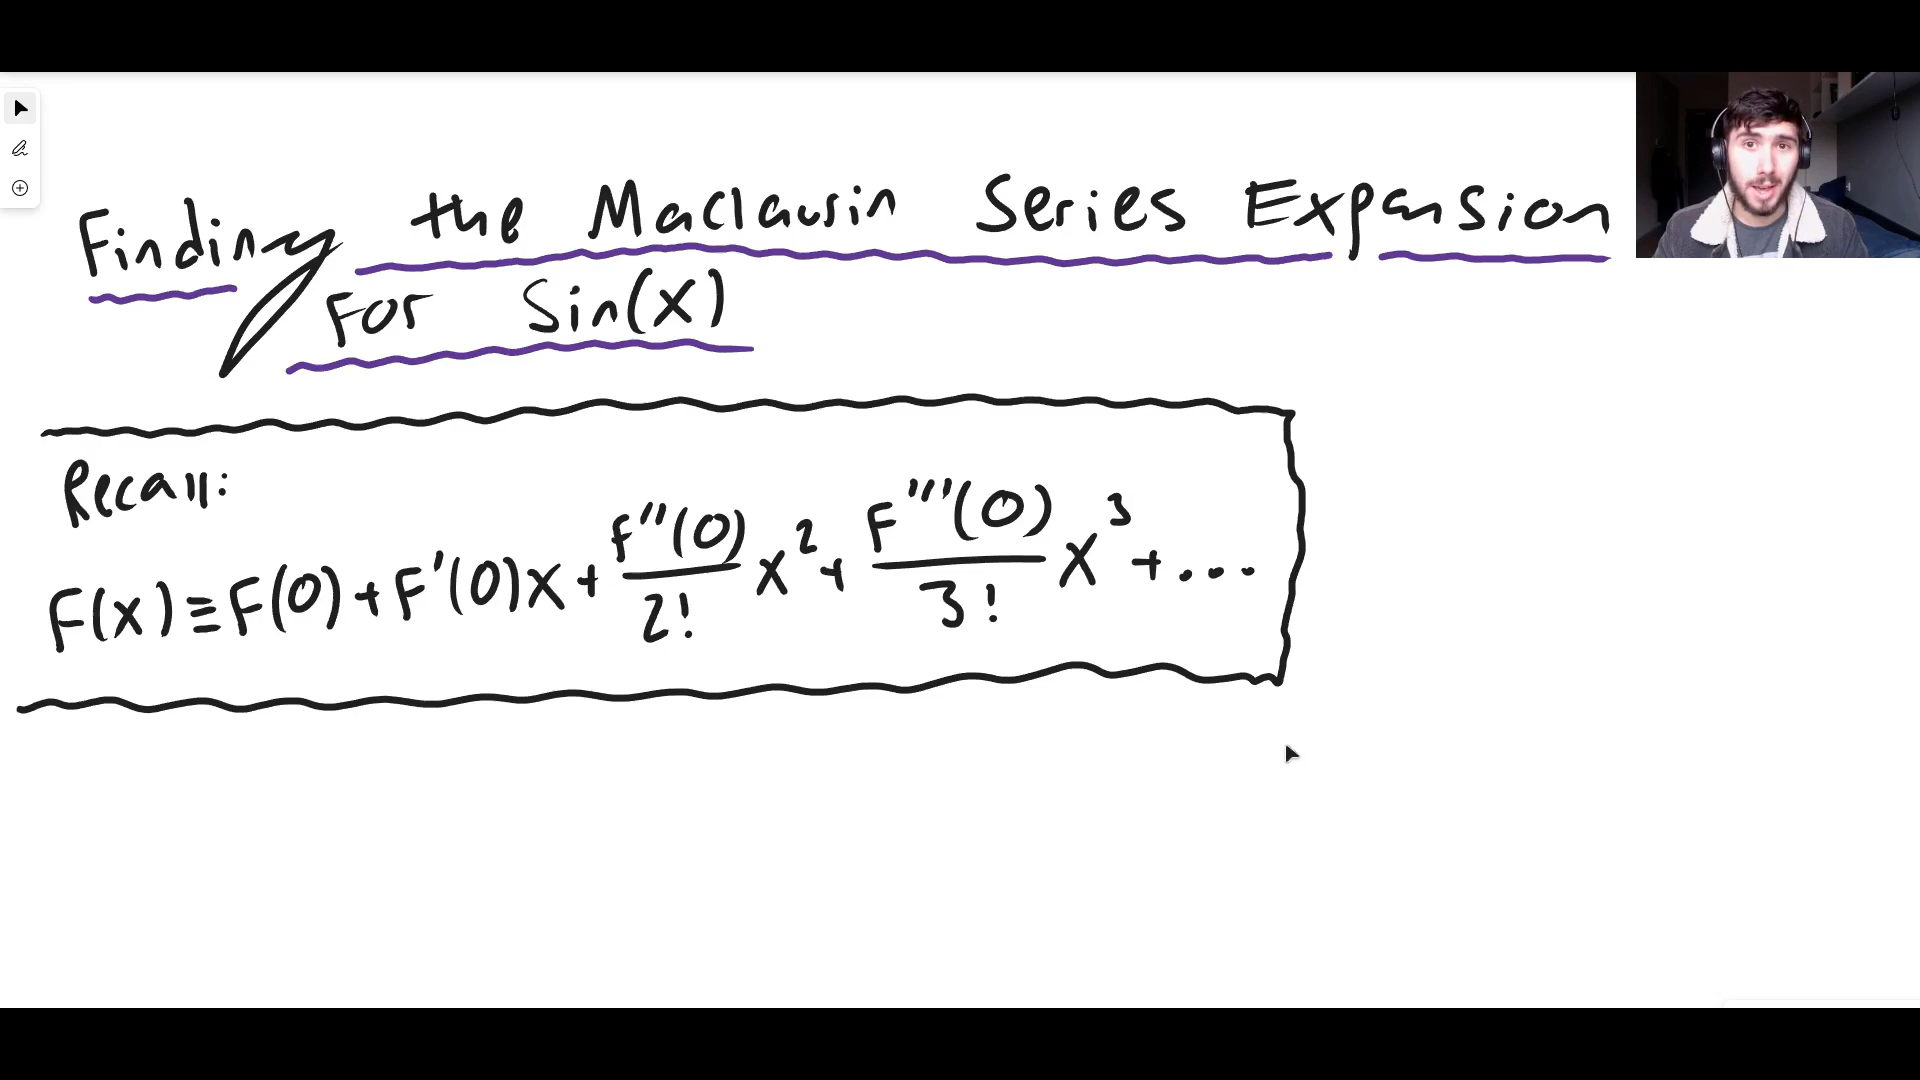 Finding the Maclaurin Series Expansion
For Sin(x)
Recall:
F(x) ≡ F(0) + F'(0)x + F''(0)/2! x² + F'''(0)/3! x³ + ...